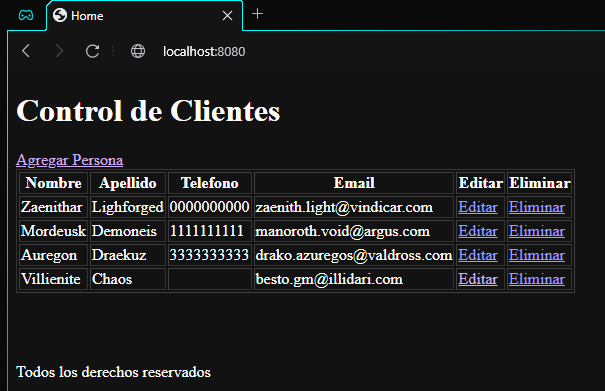 Home
localhost:8080
Control de Clientes
Agregar Persona
Nombre Apellido Telefono Email Editar Eliminar
Zaenithar Lighforged 0000000000 zaenith.light@vindicar.com Editar Eliminar
Mordeusk Demoneis 1111111111 manoroth.void@argus.com Editar Eliminar
Auregon Draekuz 3333333333 drako.azuregos@valdross.com Editar Eliminar
Villienite Chaos besto.gm@illidari.com Editar Eliminar
Todos los derechos reservados